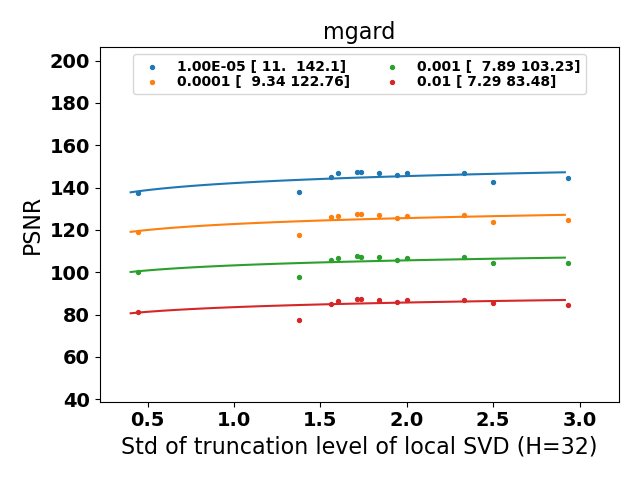 mgard
200
180
160
140
120
100
80
60
40
PSNR
1.00E-05 [ 11.  142.1]
0.0001 [  9.34 122.76]
0.001 [  7.89 103.23]
0.01 [ 7.29 83.48]
0.5 1.0 1.5 2.0 2.5 3.0
Std of truncation level of local SVD (H=32)